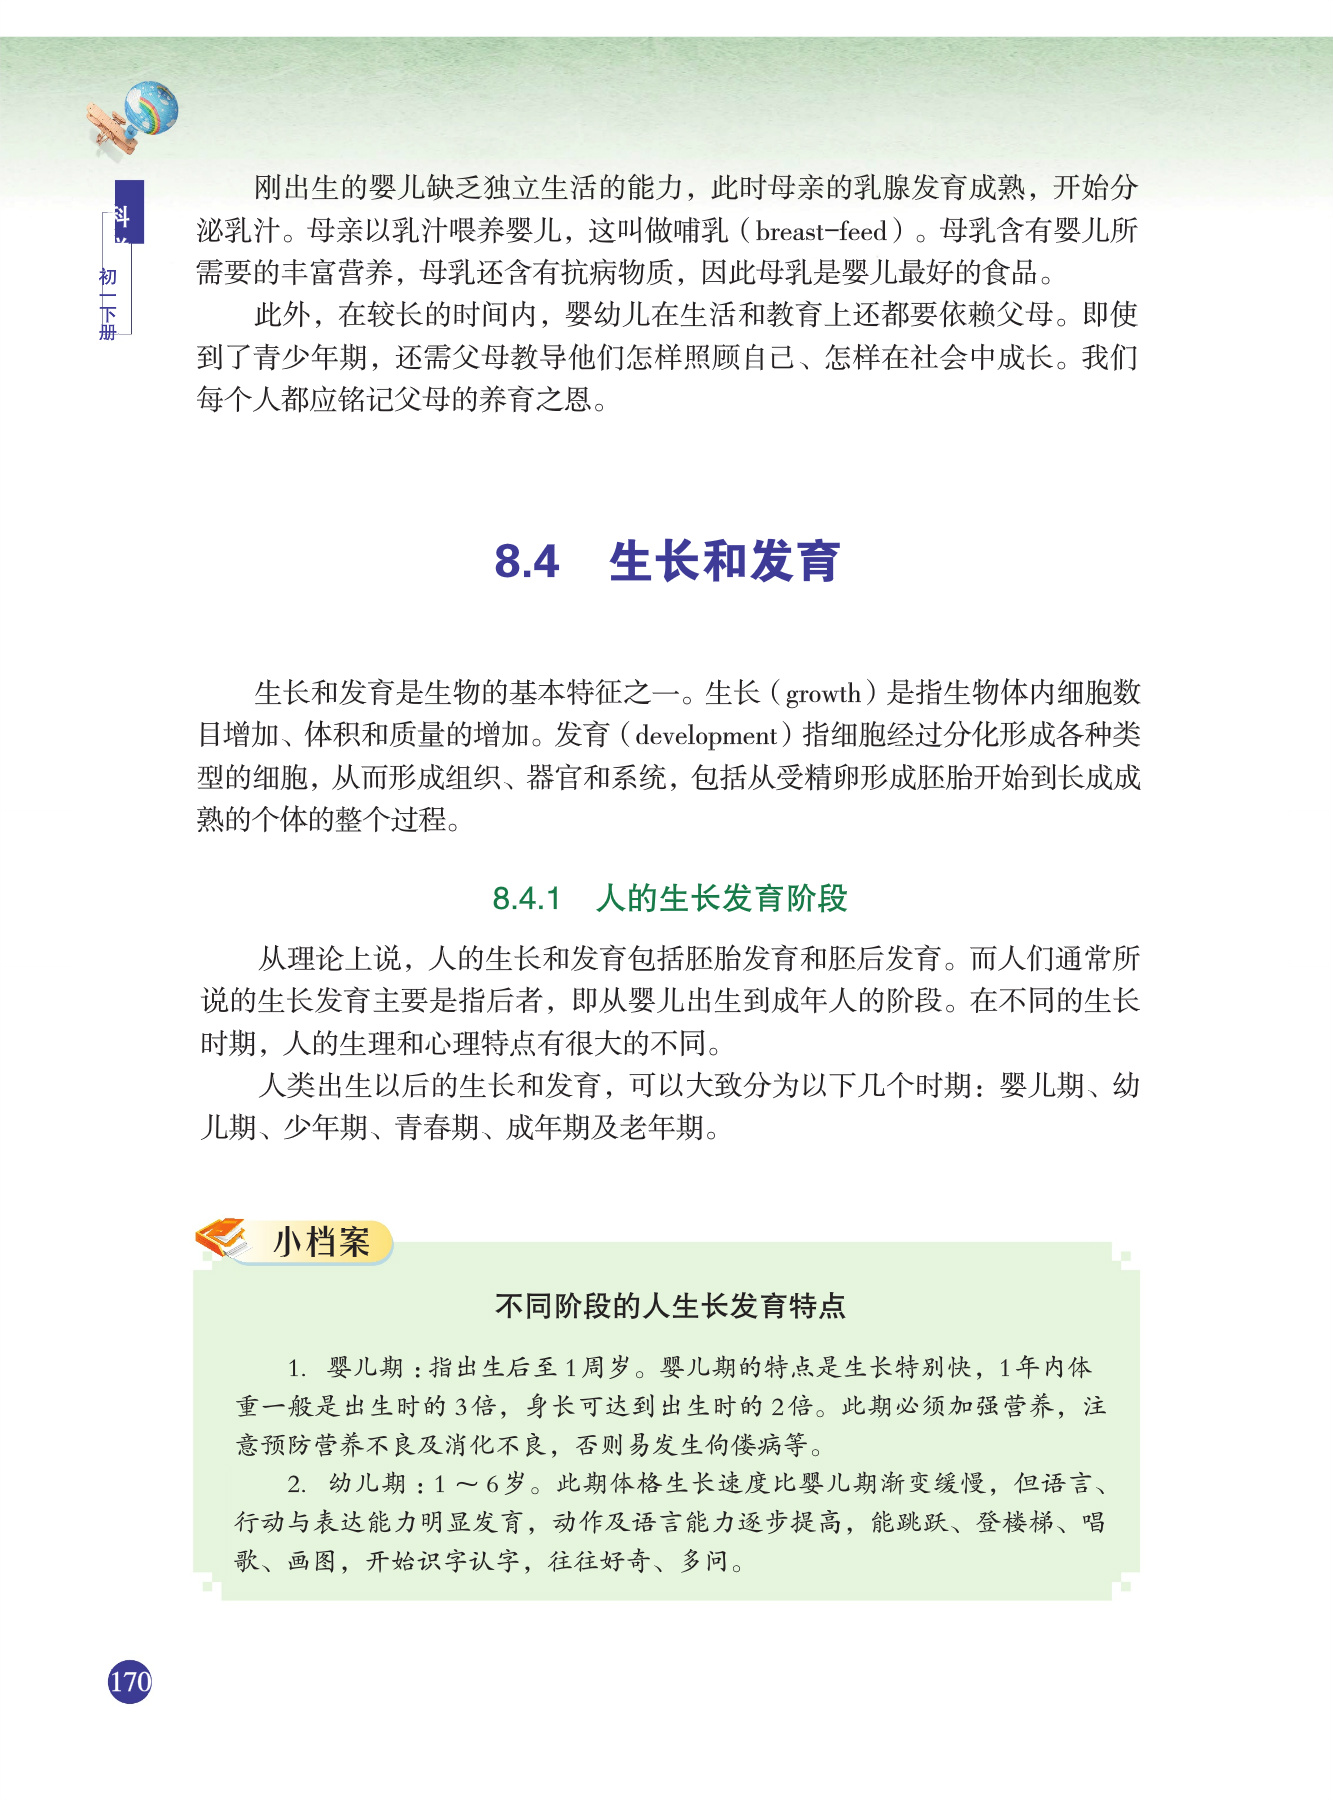 科
初一下册
刚出生的婴儿缺乏独立生活的能力，此时母亲的乳腺发育成熟，开始分
泌乳汁。母亲以乳汁喂养婴儿，这叫做哺乳（breast-feed）。母乳含有婴儿所
需要的丰富营养，母乳还含有抗病物质，因此母乳是婴儿最好的食品。
此外，在较长的时间内，婴幼儿在生活和教育上还都要依赖父母。即使
到了青少年期，还需父母教导他们怎样照顾自己、怎样在社会中成长。我们
每个人都应铭记父母的养育之恩。
8.4 生长和发育
生长和发育是生物的基本特征之一。生长（growth）是指生物体内细胞数
目增加、体积和质量的增加。发育（development）指细胞经过分化形成各种类
型的细胞，从而形成组织、器官和系统，包括从受精卵形成胚胎开始到长成成
熟的个体的整个过程。
8.4.1 人的生长发育阶段
从理论上说，人的生长和发育包括胚胎发育和胚后发育。而人们通常所
说的生长发育主要是指后者，即从婴儿出生到成年人的阶段。在不同的生长
时期，人的生理和心理特点有很大的不同。
人类出生以后的生长和发育，可以大致分为以下几个时期：婴儿期、幼
儿期、少年期、青春期、成年期及老年期。
小档案
不同阶段的人生长发育特点
1. 婴儿期：指出生后至1周岁。婴儿期的特点是生长特别快，1年内体
重一般是出生时的3倍，身长可达到出生时的2倍。此期必须加强营养，注
意预防营养不良及消化不良，否则易发生佝偻病等。
2. 幼儿期：1～6岁。此期体格生长速度比婴儿期渐变缓慢，但语言、
行动与表达能力明显发育，动作及语言能力逐步提高，能跳跃、登楼梯、唱
歌、画图，开始识字认字，往往好奇、多问。
170